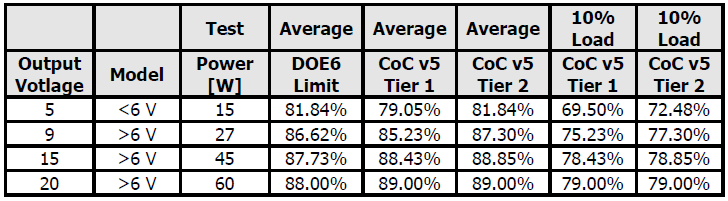 Test Average Average Average 10% Load 10% Load
Output Votlage Model Power [W] DOE6 Limit CoC v5 Tier 1 CoC v5 Tier 2 CoC v5 Tier 1 CoC v5 Tier 2
5 <6 V 15 81.84% 79.05% 81.84% 69.50% 72.48%
9 >6 V 27 86.62% 85.23% 87.30% 75.23% 77.30%
15 >6 V 45 87.73% 88.43% 88.85% 78.43% 78.85%
20 >6 V 60 88.00% 89.00% 89.00% 79.00% 79.00%